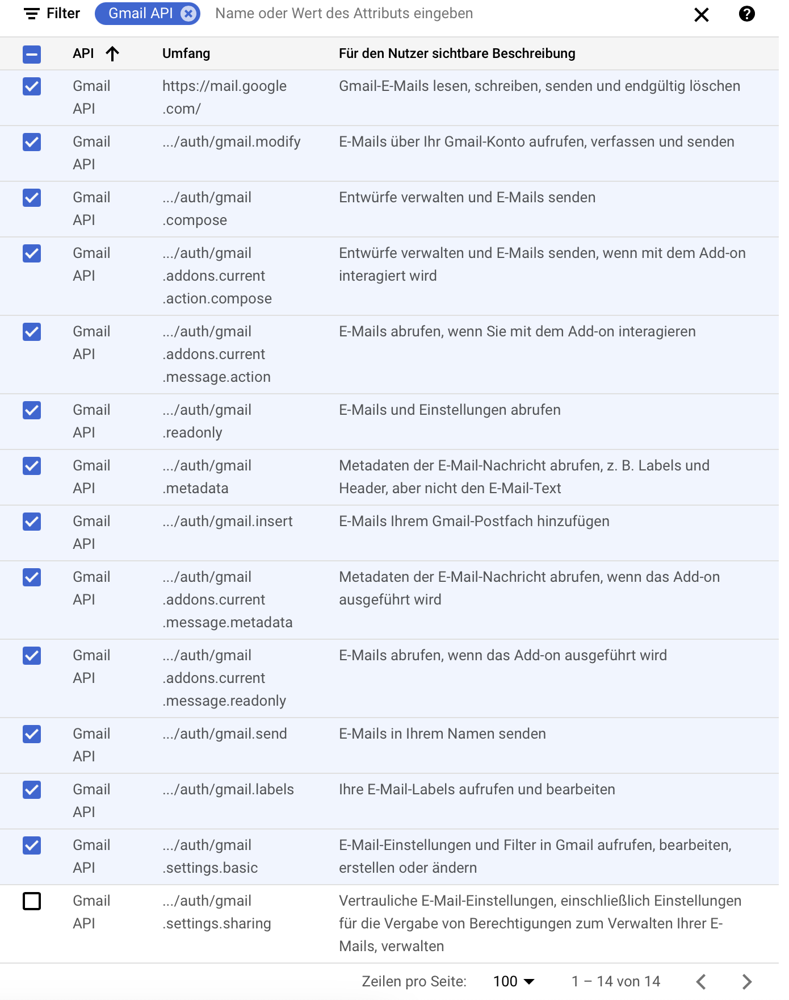 Filter Gmail API Name oder Wert des Attributs eingeben
API Umfang Für den Nutzer sichtbare Beschreibung
Gmail https://mail.google Gmail-E-Mails lesen, schreiben, senden und endgültig löschen
API .com/
Gmail .../auth/gmail.modify E-Mails über Ihr Gmail-Konto aufrufen, verfassen und senden
API
Gmail .../auth/gmail Entwürfe verwalten und E-Mails senden
API .compose
Gmail .../auth/gmail Entwürfe verwalten und E-Mails senden, wenn mit dem Add-on
API .addons.current interagiert wird
.action.compose
Gmail .../auth/gmail E-Mails abrufen, wenn Sie mit dem Add-on interagieren
API .addons.current
.message.action
Gmail .../auth/gmail E-Mails und Einstellungen abrufen
API .readonly
Gmail .../auth/gmail Metadaten der E-Mail-Nachricht abrufen, z. B. Labels und
API .metadata Header, aber nicht den E-Mail-Text
Gmail .../auth/gmail.insert E-Mails Ihrem Gmail-Postfach hinzufügen
API
Gmail .../auth/gmail Metadaten der E-Mail-Nachricht abrufen, wenn das Add-on
API .addons.current ausgeführt wird
.message.metadata
Gmail .../auth/gmail E-Mails abrufen, wenn das Add-on ausgeführt wird
API .addons.current
.message.readonly
Gmail .../auth/gmail.send E-Mails in Ihrem Namen senden
API
Gmail .../auth/gmail.labels Ihre E-Mail-Labels aufrufen und bearbeiten
API
Gmail .../auth/gmail E-Mail-Einstellungen und Filter in Gmail aufrufen, bearbeiten,
API .settings.basic erstellen oder ändern
Gmail .../auth/gmail Vertrauliche E-Mail-Einstellungen, einschließlich Einstellungen
API .settings.sharing für die Vergabe von Berechtigungen zum Verwalten Ihrer E-
Mails, verwalten
Zeilen pro Seite: 100 1 – 14 von 14